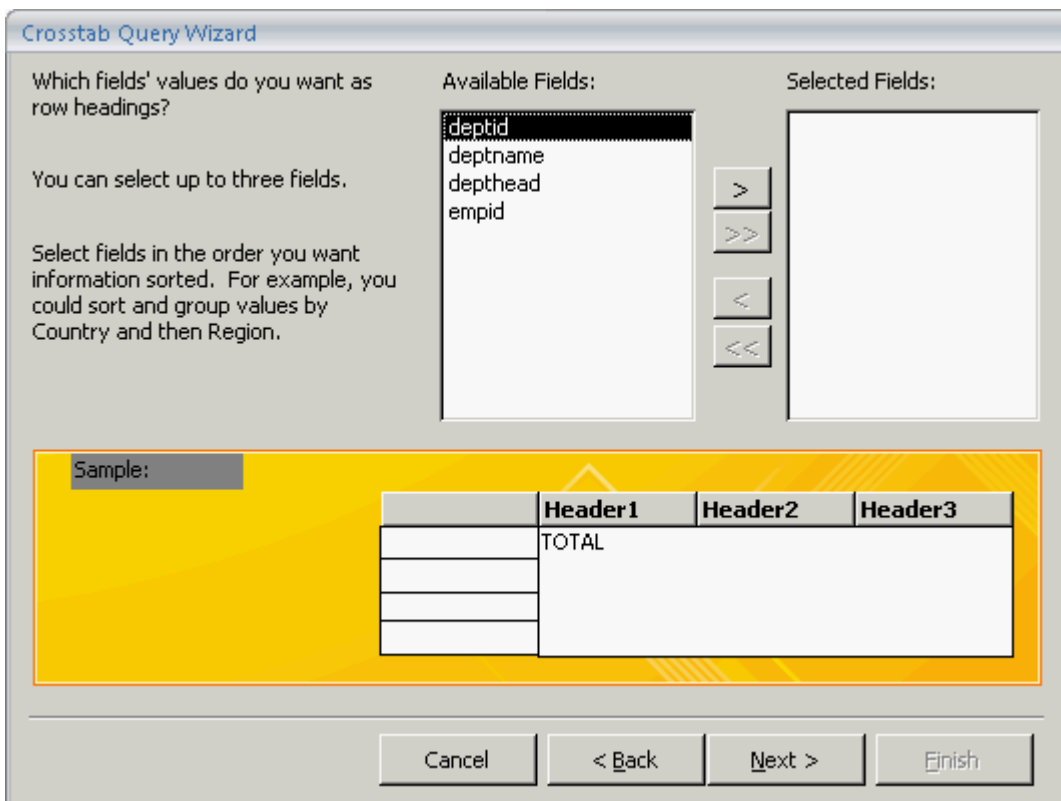 Crosstab Query Wizard
Which fields' values do you want as
row headings?
You can select up to three fields.
Select fields in the order you want
information sorted.  For example, you
could sort and group values by
Country and then Region.
Available Fields:
deptid
deptname
depthead
empid
>
>>
<
<<
Selected Fields:
Sample:
Header1 Header2 Header3
TOTAL
Cancel < Back Next > Finish